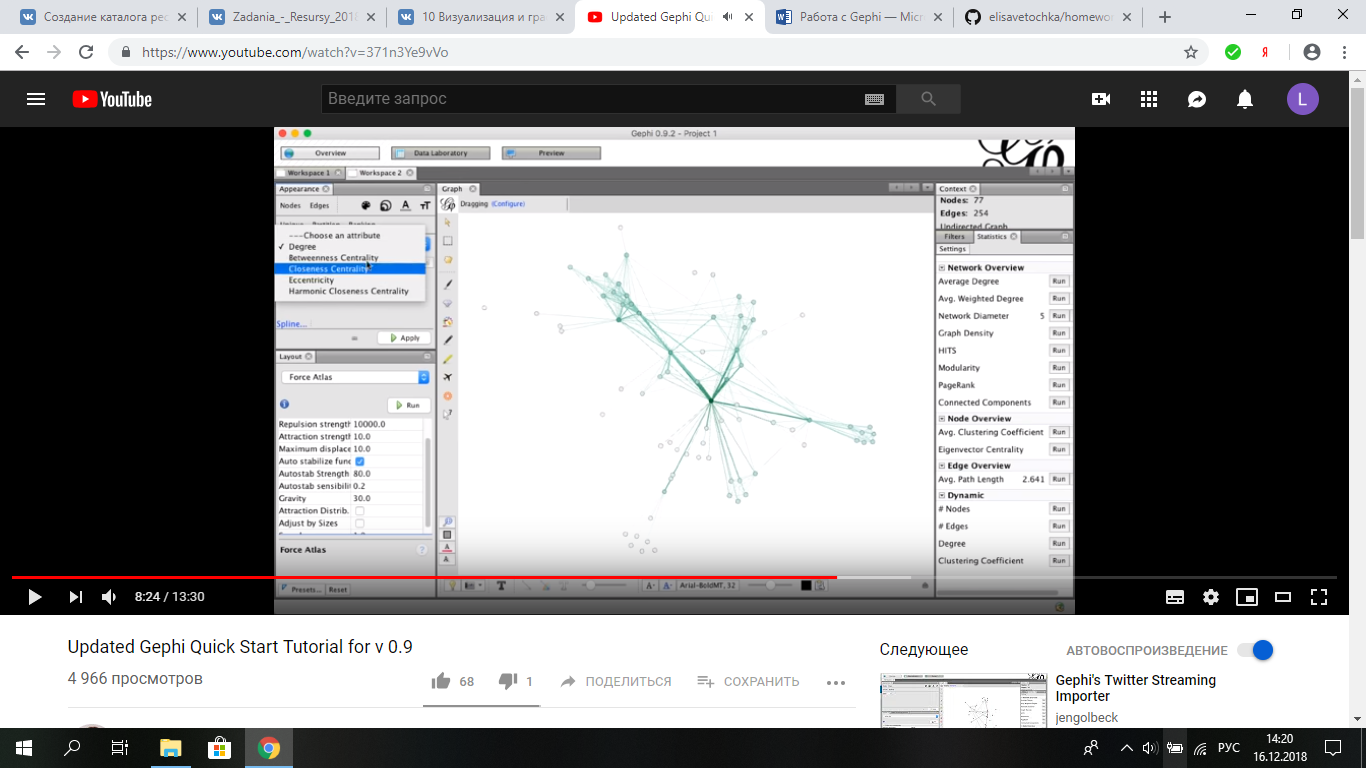 Создание каталога рес
Zadania_-_Resursy_2018
10 Визуализация и гра
Updated Gephi Qui
Работа с Gephi — Micr
elisavetochka/homewor
https://www.youtube.com/watch?v=371n3Ye9vVo
Я
YouTube
Введите запрос
L
Gephi 0.9.2 - Project 1
Overview
Data Laboratory
Preview
Workspace 1
Workspace 2
Appearance
Nodes Edges
Unique Partition Ranking
---Choose an attribute
Degree
Betweenness Centrality
Closeness Centrality
Eccentricity
Harmonic Closeness Centrality
Spline...
Apply
Layout
Force Atlas
Run
Repulsion strengt 10000.0
Attraction strengt 10.0
Maximum displace 10.0
Auto stabilize func
Autostab Strength 80.0
Autostab sensibili 0.2
Gravity 30.0
Attraction Distrib.
Adjust by Sizes
Force Atlas
Presets... Reset
Graph
Dragging (Configure)
Arial-BoldMT, 32
Context
Nodes: 77
Edges: 254
Undirected Graph
Filters Statistics
Settings
Network Overview
Average Degree Run
Avg. Weighted Degree Run
Network Diameter 5 Run
Graph Density Run
HITS Run
Modularity Run
PageRank Run
Connected Components Run
Node Overview
Avg. Clustering Coefficient Run
Eigenvector Centrality Run
Edge Overview
Avg. Path Length 2.641 Run
Dynamic
# Nodes Run
# Edges Run
Degree Run
Clustering Coefficient Run
8:24 / 13:30
Updated Gephi Quick Start Tutorial for v 0.9
4 966 просмотров
68
1
ПОДЕЛИТЬСЯ
СОХРАНИТЬ
Следующее
АВТОВОСПРОИЗВЕДЕНИЕ
Gephi's Twitter Streaming
Importer
jengolbeck
РУС
14:20
16.12.2018